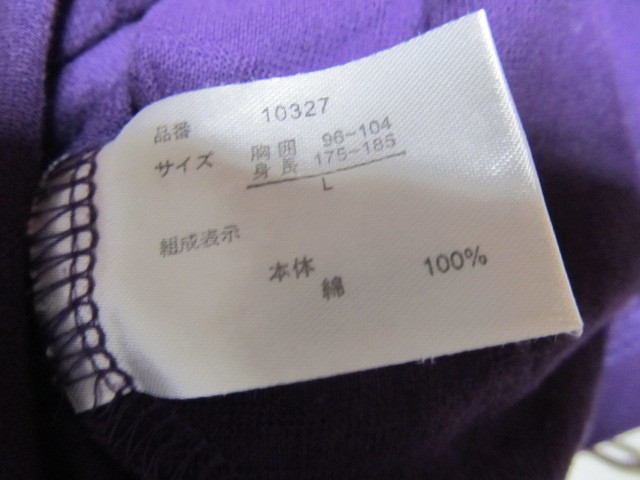 品番 10327
サイズ 胸囲 96~104
身長 175~185
L
組成表示
本体
綿 100%